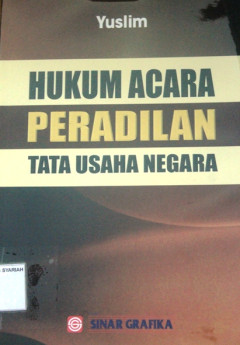 Yuslim
HUKUM ACARA
PERADILAN
TATA USAHA NEGARA
SYARIAH
SINAR GRAFIKA